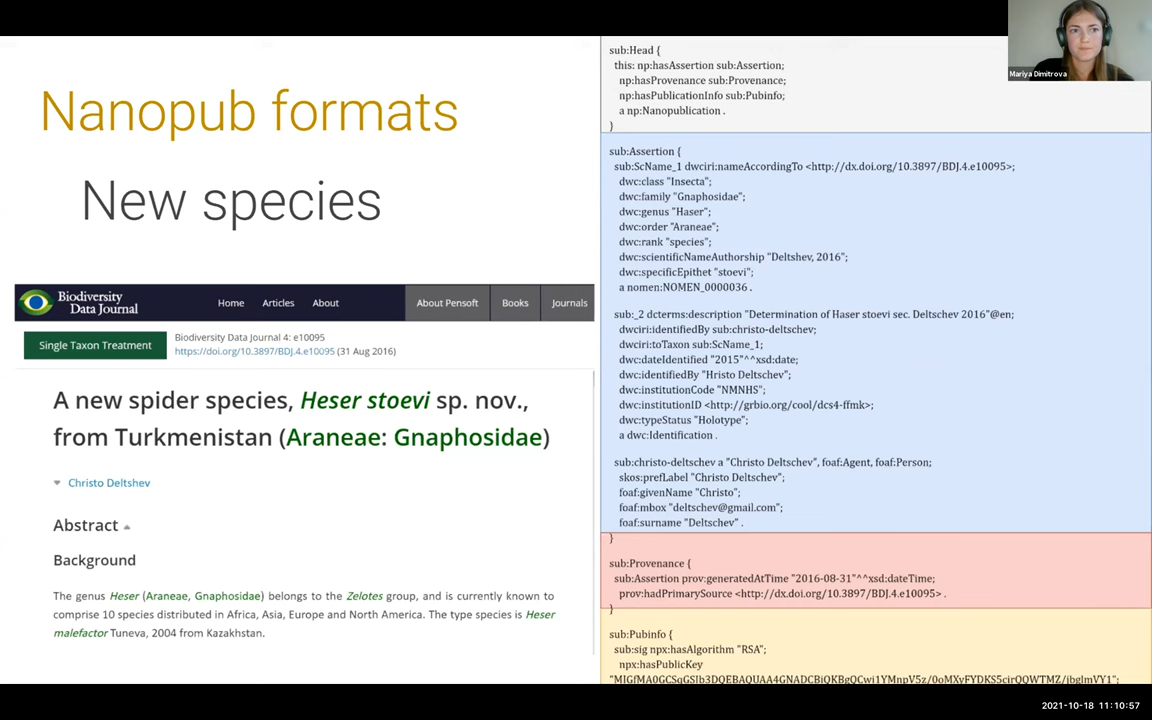 Nanopub formats
New species
Biodiversity
Data Journal
Home Articles About About Pensoft Books Journals
Single Taxon Treatment
Biodiversity Data Journal 4: e10095
https://doi.org/10.3897/BDJ.4.e10095 (31 Aug 2016)
A new spider species, Heser stoevi sp. nov.,
from Turkmenistan (Araneae: Gnaphosidae)
Christo Deltshev
Abstract
Background
The genus Heser (Araneae, Gnaphosidae) belongs to the Zelotes group, and is currently known to
comprise 10 species distributed in Africa, Asia, Europe and North America. The type species is Heser
malefactor Tuneva, 2004 from Kazakhstan.
sub:Head {
this: np:hasAssertion sub:Assertion;
np:hasProvenance sub:Provenance;
np:hasPublicationInfo sub:Pubinfo;
a np:Nanopublication .
}
sub:Assertion {
sub:ScName_1 dwciri:nameAccordingTo <http://dx.doi.org/10.3897/BDJ.4.e10095>;
dwc:class "Insecta";
dwc:family "Gnaphosidae";
dwc:genus "Haser";
dwc:order "Araneae";
dwc:rank "species";
dwc:scientificNameAuthorship "Deltshev, 2016";
dwc:specificEpithet "stoevi";
a nomen:NOMEN_0000036 .
sub:_2 dcterms:description "Determination of Haser stoevi sec. Deltschev 2016"@en;
dwciri:identifiedBy sub:christo-deltschev;
dwciri:toTaxon sub:ScName_1;
dwc:dateIdentified "2015"^^xsd:date;
dwc:identifiedBy "Hristo Deltschev";
dwc:institutionCode "NMNHS";
dwc:institutionID <http://grbio.org/cool/dcs4-ffmk>;
dwc:typeStatus "Holotype";
a dwc:Identification .
sub:christo-deltschev a "Christo Deltschev", foaf:Agent, foaf:Person;
skos:prefLabel "Christo Deltschev";
foaf:givenName "Christo";
foaf:mbox "deltschev@gmail.com";
foaf:surname "Deltschev" .
}
sub:Provenance {
sub:Assertion prov:generatedAtTime "2016-08-31"^^xsd:dateTime;
prov:hadPrimarySource <http://dx.doi.org/10.3897/BDJ.4.e10095> .
}
sub:Pubinfo {
sub:sig npx:hasAlgorithm "RSA";
npx:hasPublicKey
Mariya Dimitrova
2021-10-18 11:10:57